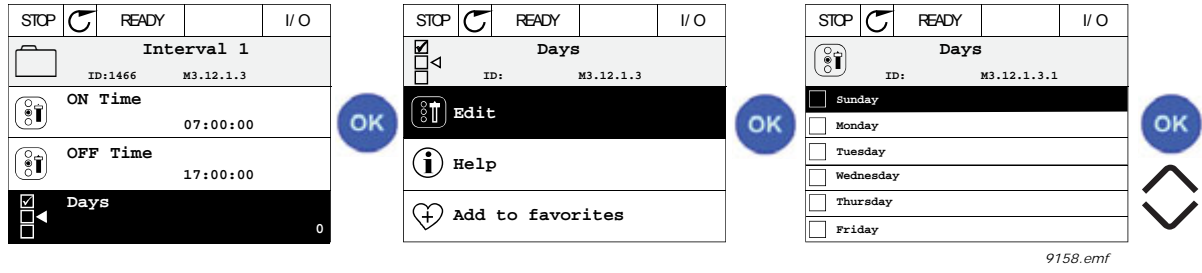 STOP READY I/O
Interval 1
ID:1466 M3.12.1.3
ON Time
07:00:00
OFF Time
17:00:00
Days
0
OK
STOP READY I/O
Days
ID: M3.12.1.3
Edit
Help
Add to favorites
OK
STOP READY I/O
Days
ID: M3.12.1.3.1
Sunday
Monday
Tuesday
Wednesday
Thursday
Friday
OK
9158.emf